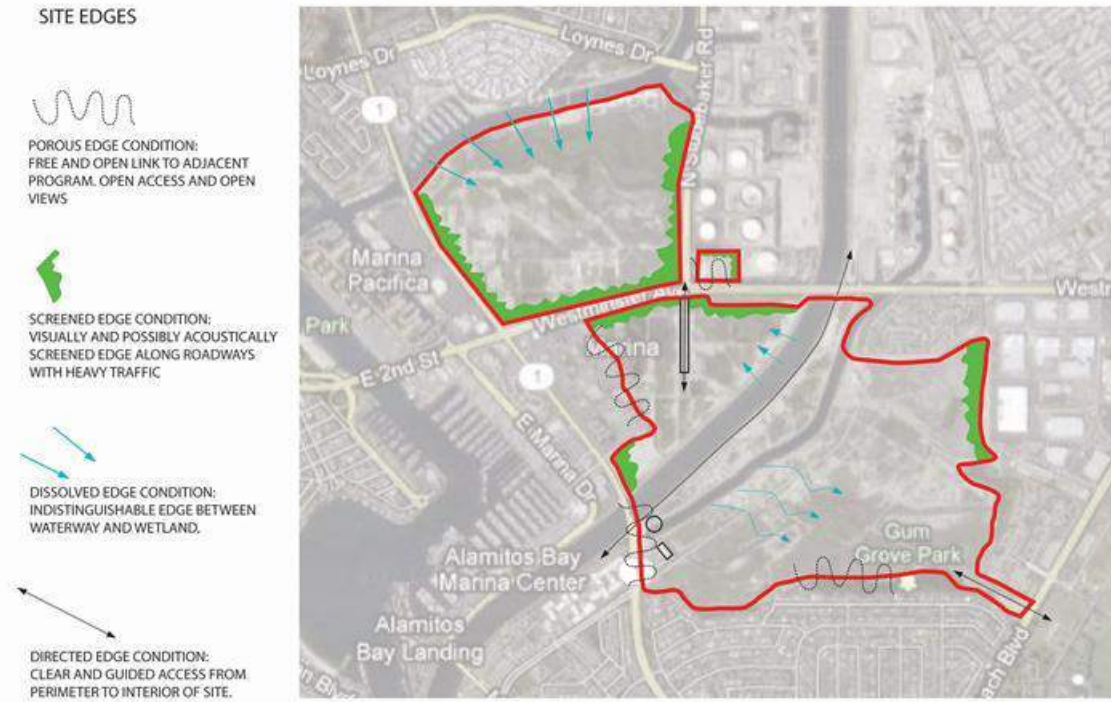 SITE EDGES
POROUS EDGE CONDITION:
FREE AND OPEN LINK TO ADJACENT
PROGRAM. OPEN ACCESS AND OPEN
VIEWS
SCREENED EDGE CONDITION:
VISUALLY AND POSSIBLY ACOUSTICALLY
SCREENED EDGE ALONG ROADWAYS
WITH HEAVY TRAFFIC
DISSOLVED EDGE CONDITION:
INDISTINGUISHABLE EDGE BETWEEN
WATERWAY AND WETLAND.
DIRECTED EDGE CONDITION:
CLEAR AND GUIDED ACCESS FROM
PERIMETER TO INTERIOR OF SITE.
Loynes Dr
Loynes Dr
1
Marina
Pacifica
Park
Westminster
Westm
E 2nd St
Marina
1
E Marina Dr
Alamitos Bay
Marina Center
Gum
Grove Park
Alamitos
Bay Landing
ach Blvd